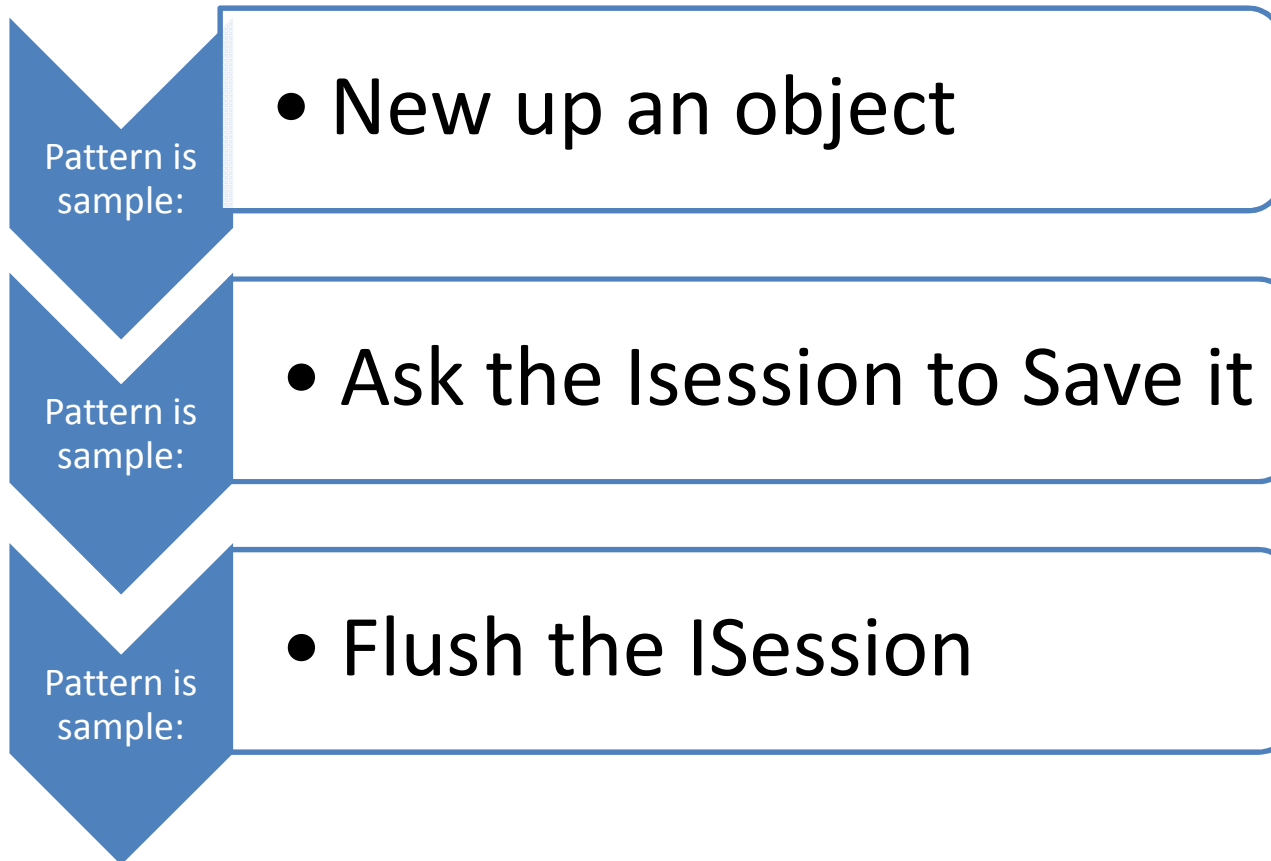 Pattern is
sample:
• New up an object
Pattern is
sample:
• Ask the Isession to Save it
Pattern is
sample:
• Flush the ISession